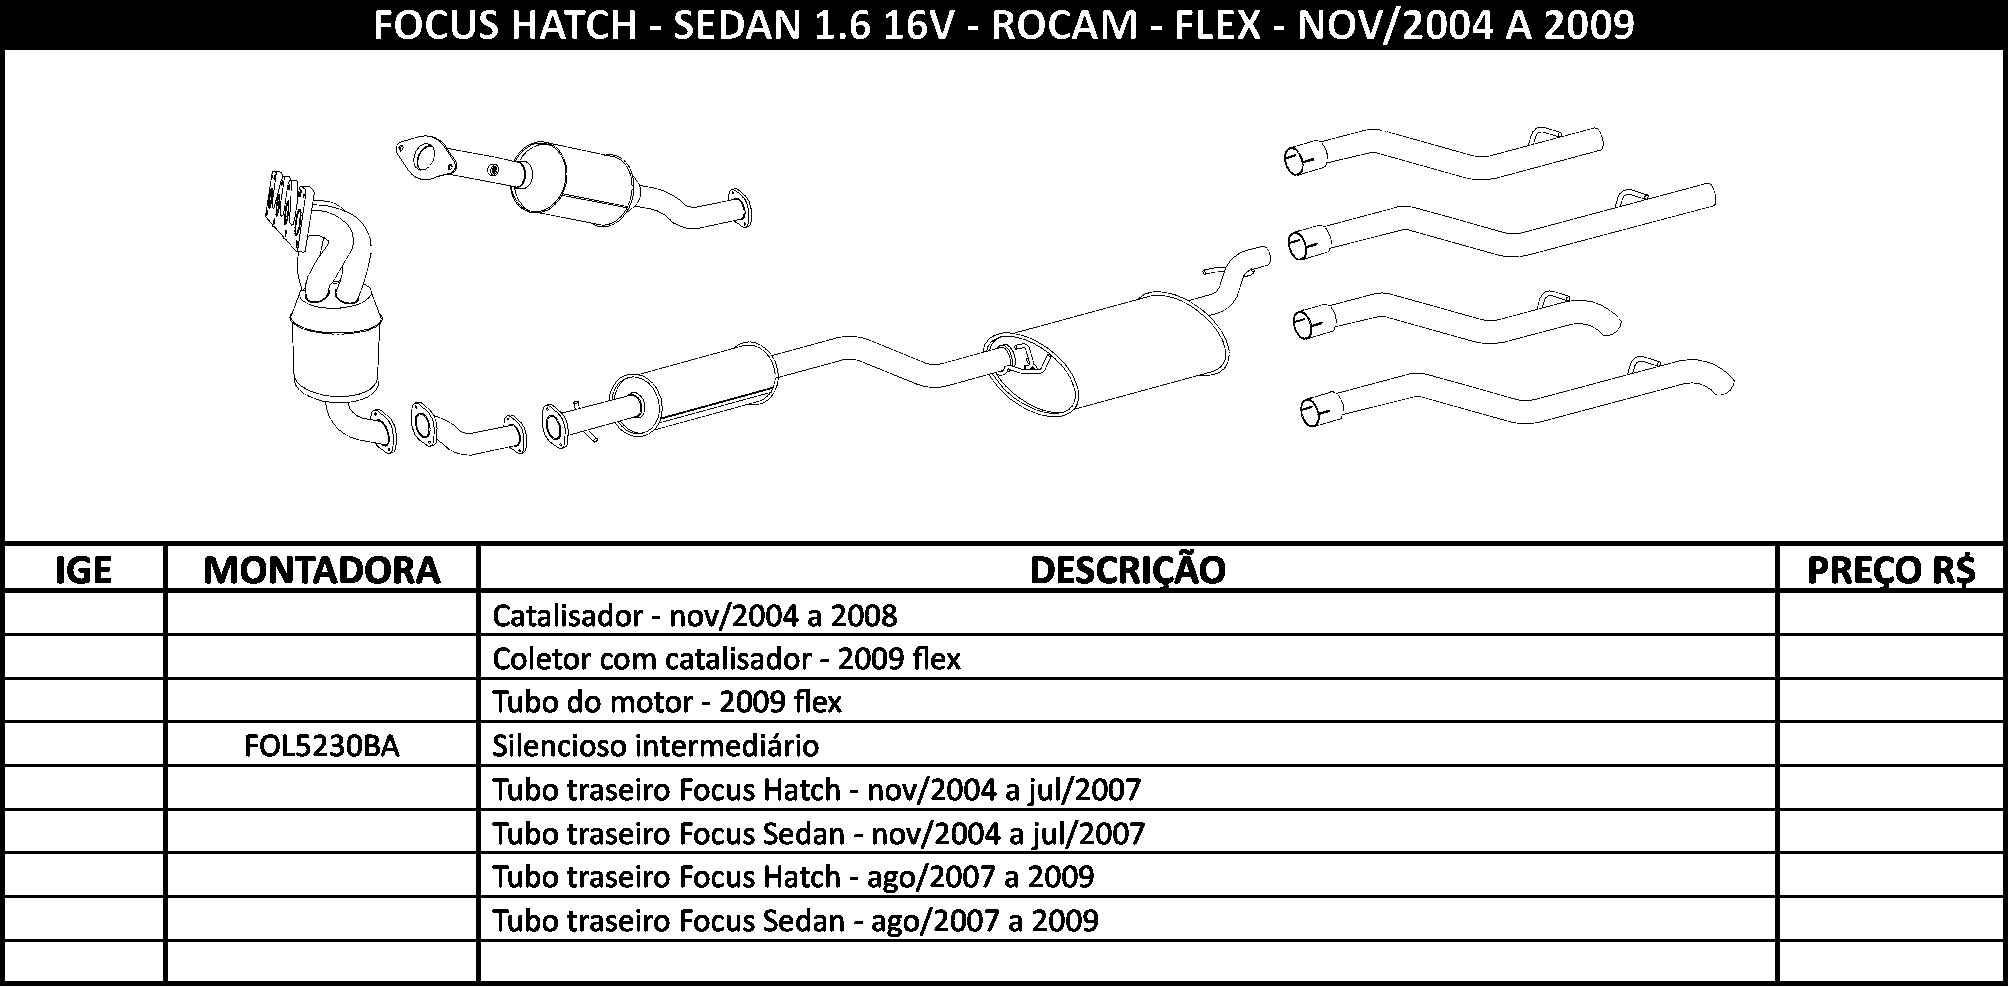 FOCUS HATCH - SEDAN 1.6 16V - ROCAM - FLEX - NOV/2004 A 2009
IGE MONTADORA DESCRIÇÃO PREÇO R$
Catalisador - nov/2004 a 2008
Coletor com catalisador - 2009 flex
Tubo do motor - 2009 flex
FOL5230BA Silencioso intermediário
Tubo traseiro Focus Hatch - nov/2004 a jul/2007
Tubo traseiro Focus Sedan - nov/2004 a jul/2007
Tubo traseiro Focus Hatch - ago/2007 a 2009
Tubo traseiro Focus Sedan - ago/2007 a 2009